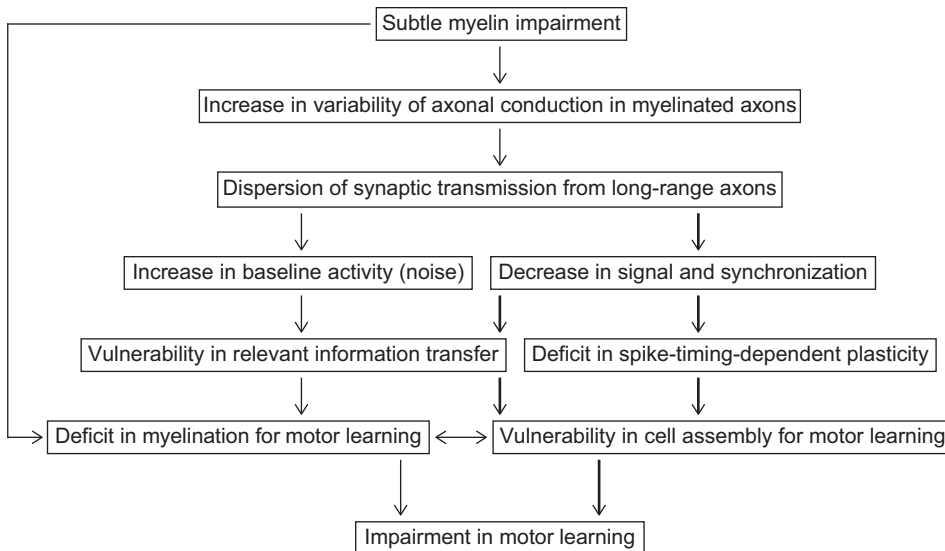 Subtle myelin impairment
Increase in variability of axonal conduction in myelinated axons
Dispersion of synaptic transmission from long-range axons
Increase in baseline activity (noise)
Decrease in signal and synchronization
Vulnerability in relevant information transfer
Deficit in spike-timing-dependent plasticity
Deficit in myelination for motor learning
Vulnerability in cell assembly for motor learning
Impairment in motor learning